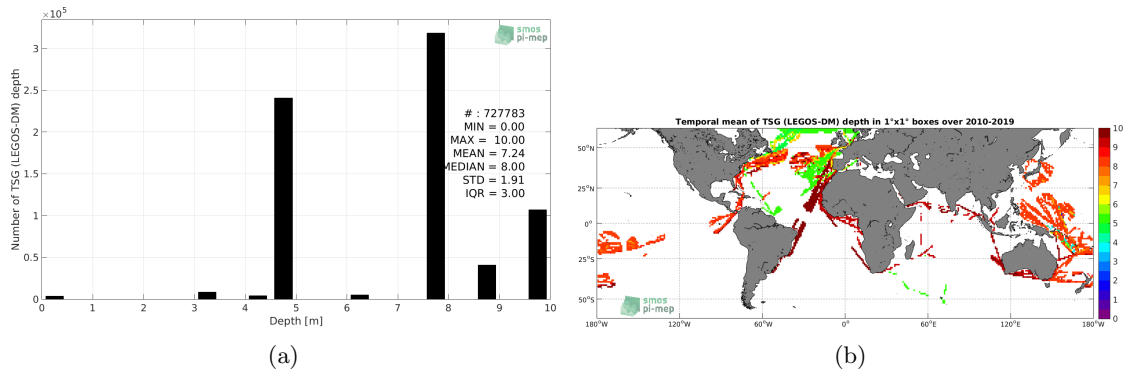 ×10⁵
smos
pi-mep
3
2.5
2
1.5
1
0.5
0
Number of TSG (LEGOS-DM) depth
# : 727783
MIN = 0.00
MAX = 10.00
MEAN = 7.24
MEDIAN = 8.00
STD = 1.91
IQR = 3.00
0 1 2 3 4 5 6 7 8 9 10
Depth [m]
(a)
Temporal mean of TSG (LEGOS-DM) depth in 1°x1° boxes over 2010-2019
50°N
25°N
0°
25°S
50°S
180°W 120°W 60°W 0° 60°E 120°E 180°W
10
9
8
7
6
5
4
3
2
1
0
smos
pi-mep
(b)